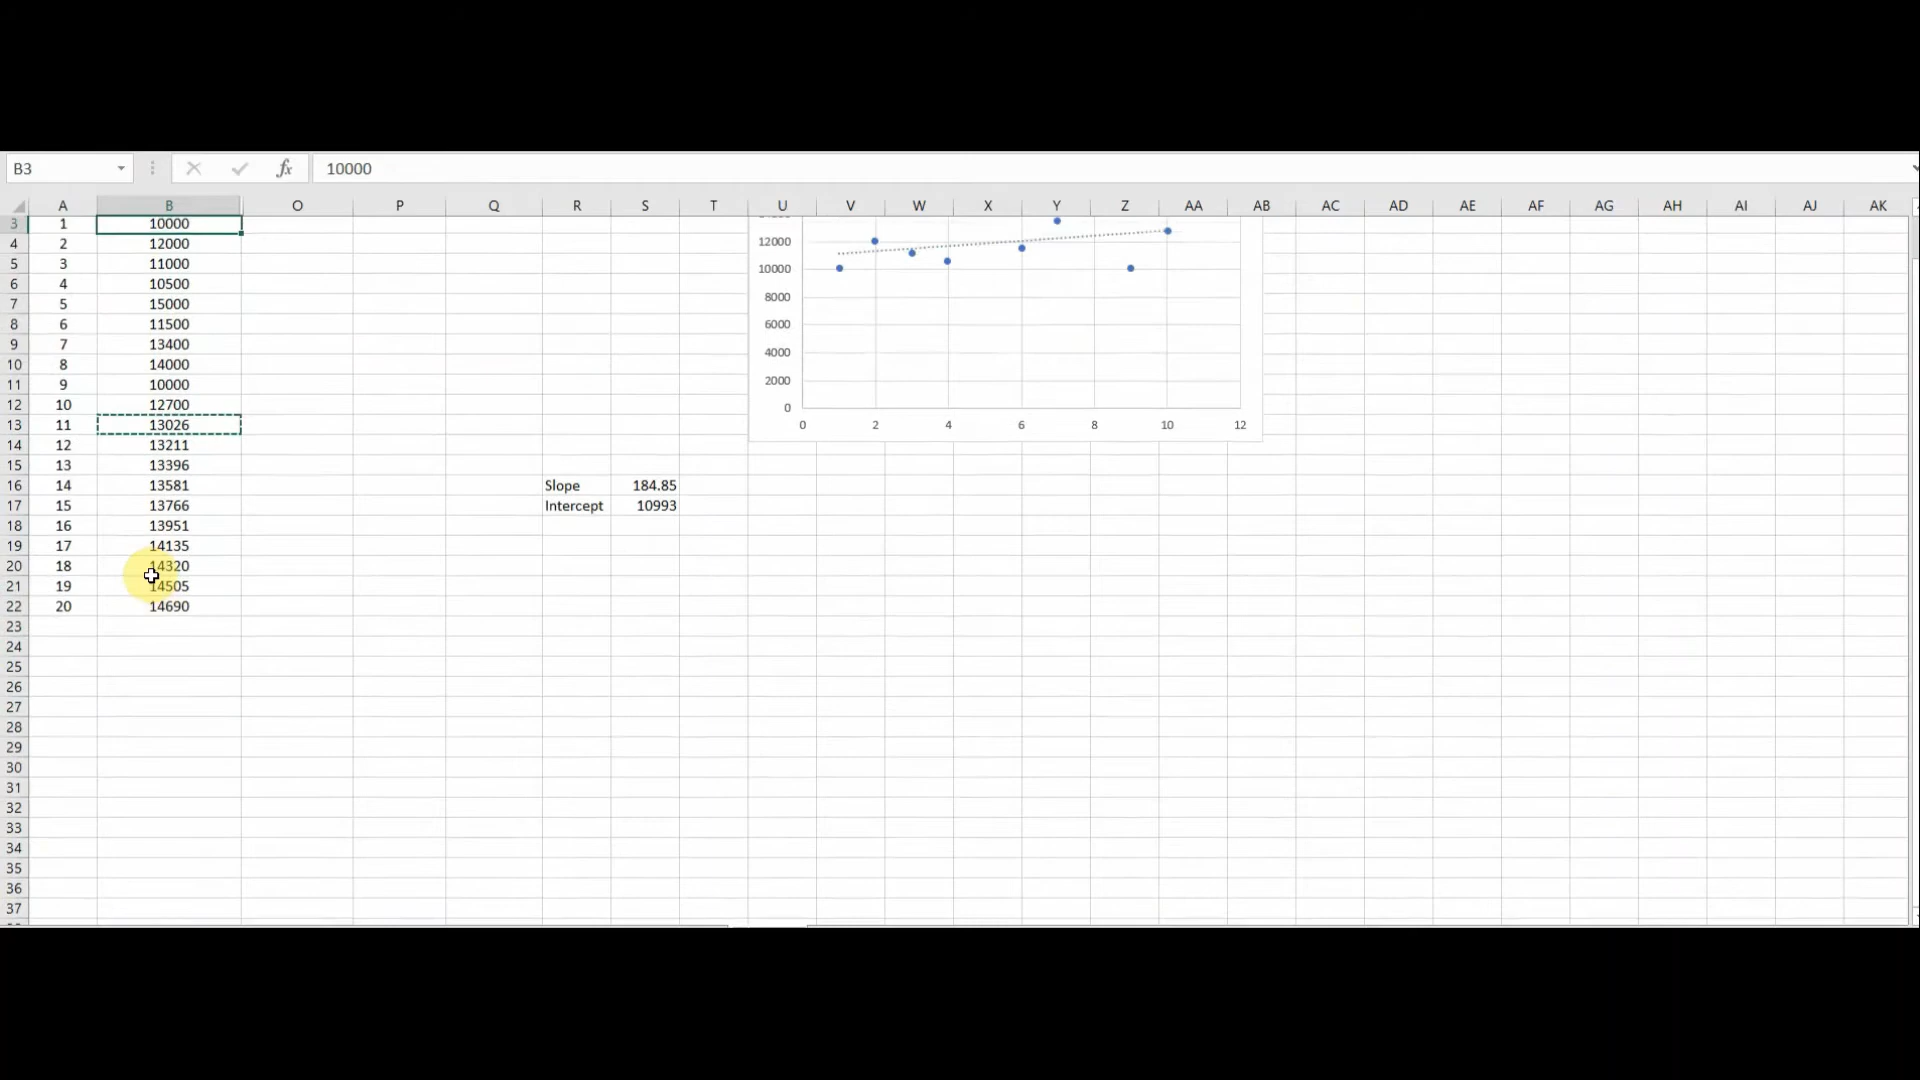 B3 fx 10000
A B O P Q R S T U V W X Y Z AA AB AC AD AE AF AG AH AI AJ AK
3 1 10000
4 2 12000 12000
5 3 11000 10000
6 4 10500
7 5 15000 8000
8 6 11500 6000
9 7 13400
10 8 14000 4000
11 9 10000 2000
12 10 12700 0
13 11 13026 0 2 4 6 8 10 12
14 12 13211
15 13 13396
16 14 13581 Slope 184.85
17 15 13766 Intercept 10993
18 16 13951
19 17 14135
20 18 14320
21 19 14505
22 20 14690
23
24
25
26
27
28
29
30
31
32
33
34
35
36
37